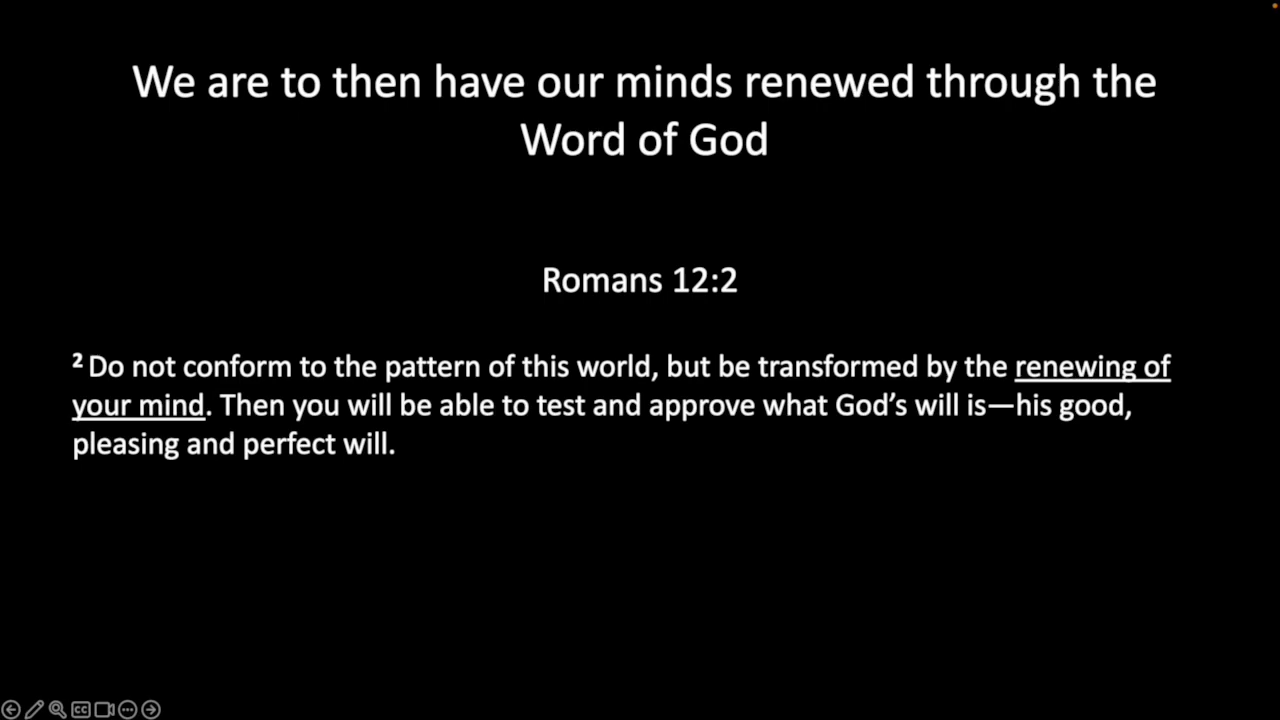 We are to then have our minds renewed through the
Word of God
Romans 12:2
2 Do not conform to the pattern of this world, but be transformed by the renewing of
your mind. Then you will be able to test and approve what God’s will is—his good,
pleasing and perfect will.
CC